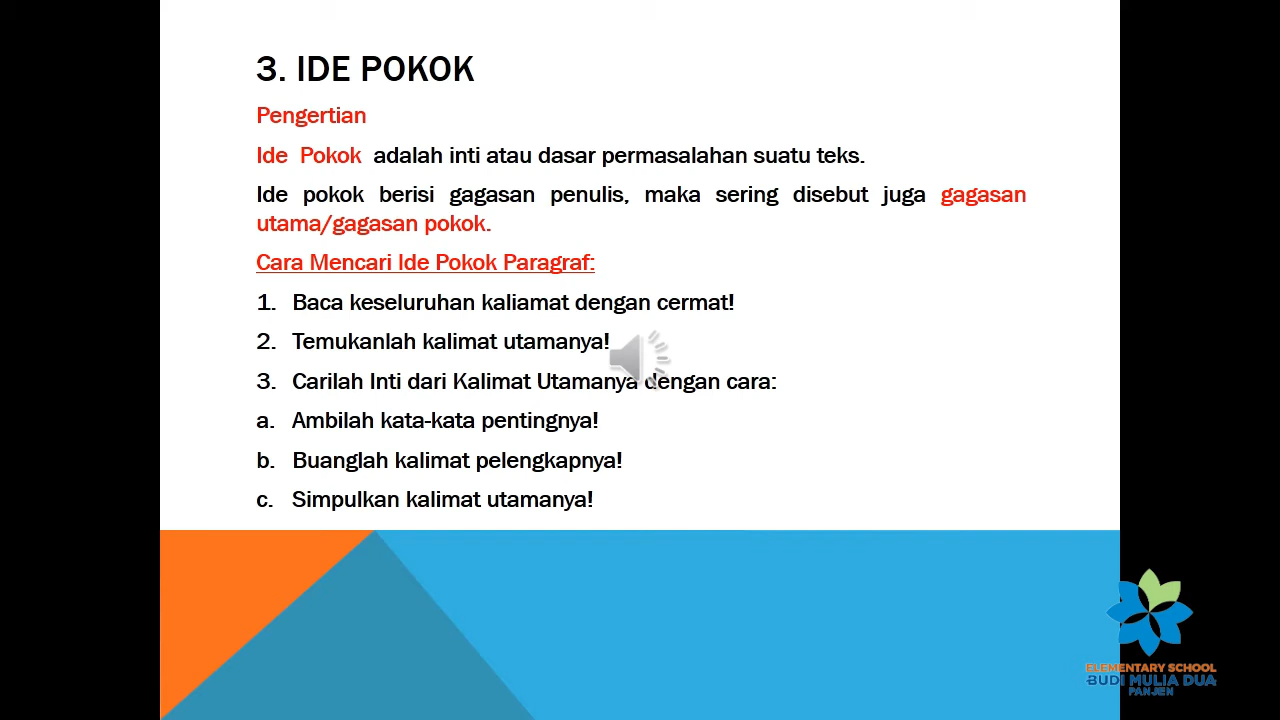 3. IDE POKOK
Pengertian
Ide Pokok adalah inti atau dasar permasalahan suatu teks.
Ide pokok berisi gagasan penulis, maka sering disebut juga gagasan
utama/gagasan pokok.
Cara Mencari Ide Pokok Paragraf:
1. Baca keseluruhan kaliamat dengan cermat!
2. Temukanlah kalimat utamanya!
3. Carilah Inti dari Kalimat Utamanya dengan cara:
a. Ambilah kata-kata pentingnya!
b. Buanglah kalimat pelengkapnya!
c. Simpulkan kalimat utamanya!
ELEMENTARY SCHOOL
BUDI MULIA DUA
PANJEN